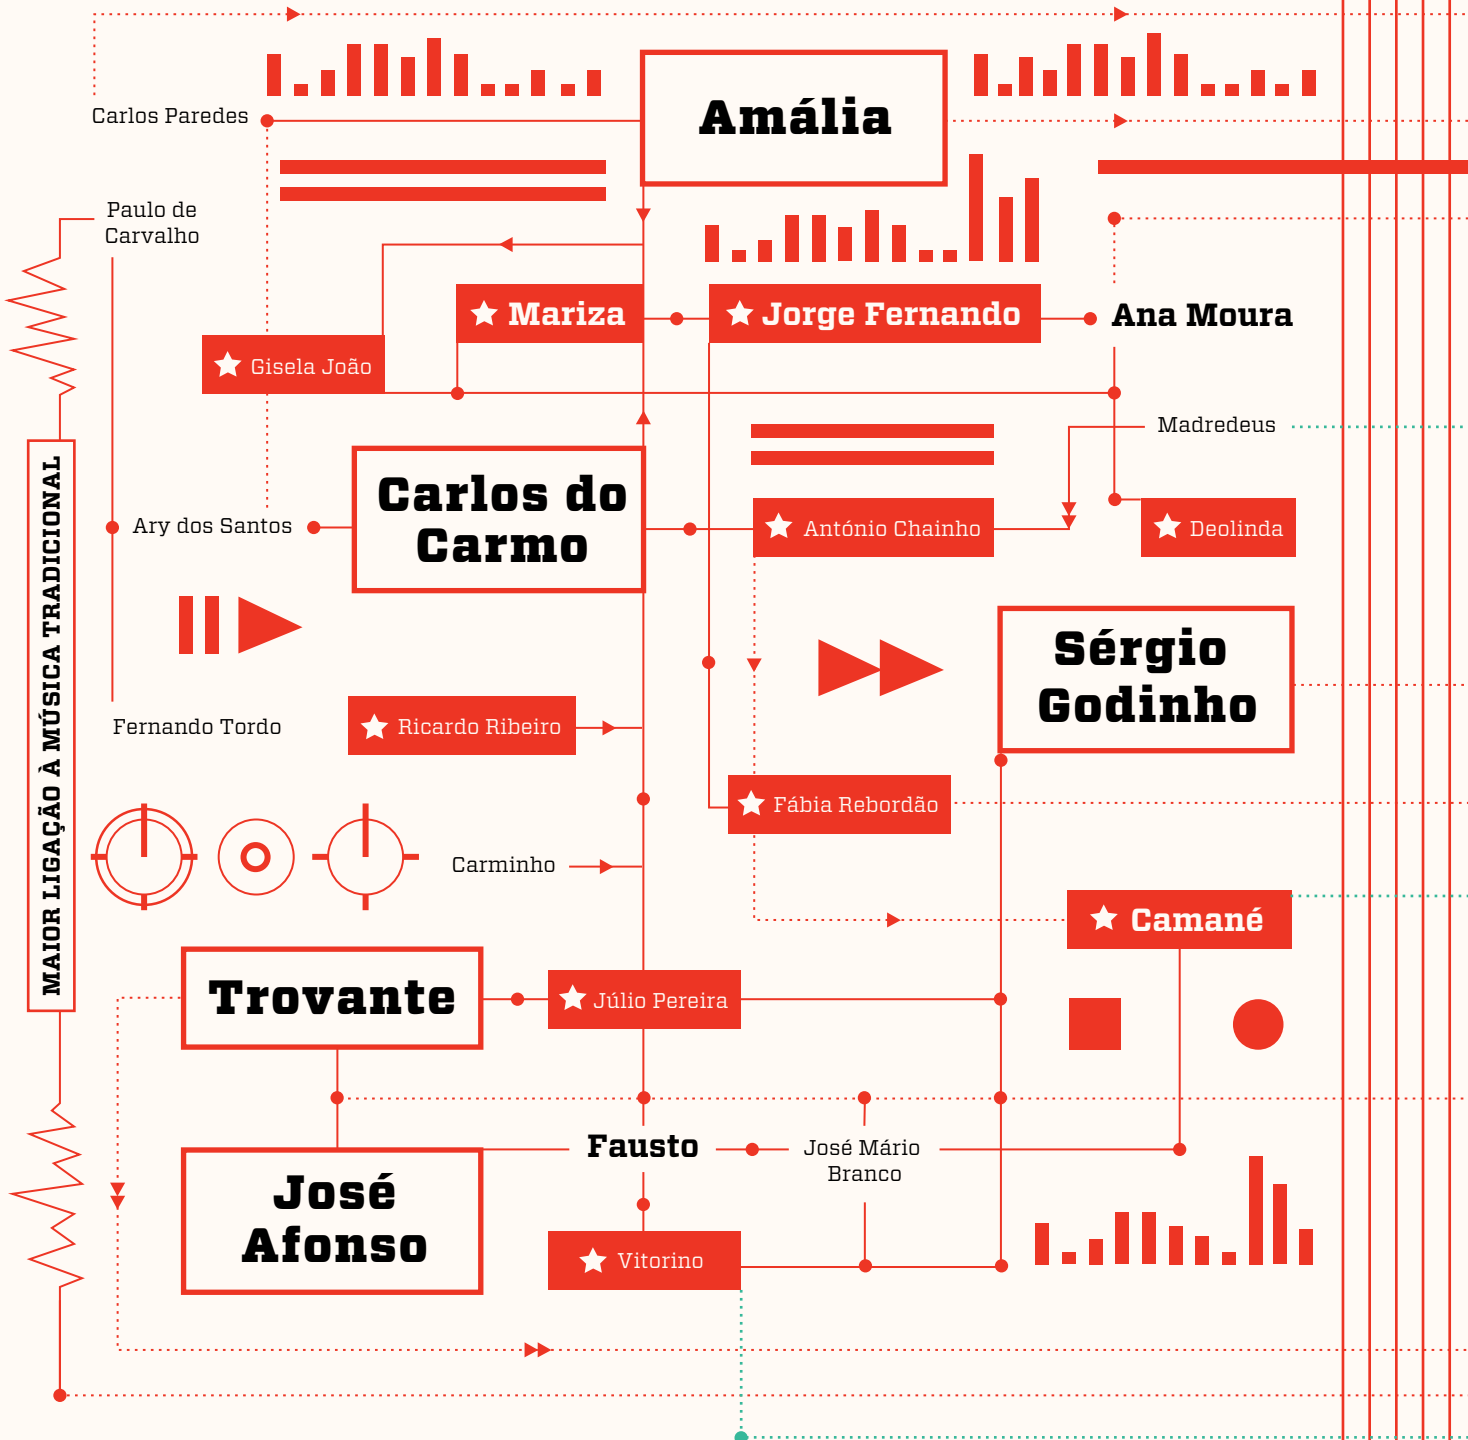 Carlos Paredes
Amália
Paulo de
Carvalho
Mariza
Jorge Fernando
Ana Moura
Gisela João
Madredeus
Carlos do
Carmo
Ary dos Santos
António Chainho
Deolinda
MAIOR LIGAÇÃO À MÚSICA TRADICIONAL
Sérgio
Godinho
Fernando Tordo
Ricardo Ribeiro
Fábia Rebordão
Carminho
Camané
Trovante
Júlio Pereira
Fausto
José Mário
Branco
José
Afonso
Vitorino